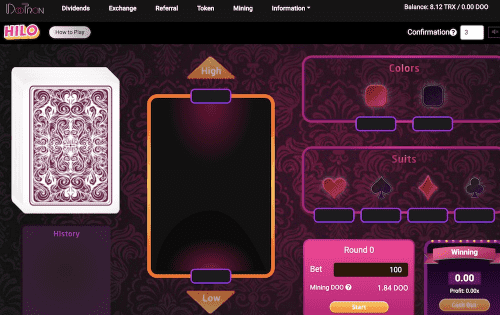 DooTron
Dividends Exchange Referral Token Mining Information Balance: 8.12 TRX / 0.00 DOO
HILO How to Play Confirmation 3
High
Colors
Suits
History
Round 0
Bet 100
Mining DOO 1.84 DOO
Start
Low
Winning
0.00
Profit: 0.00x
Cash Out